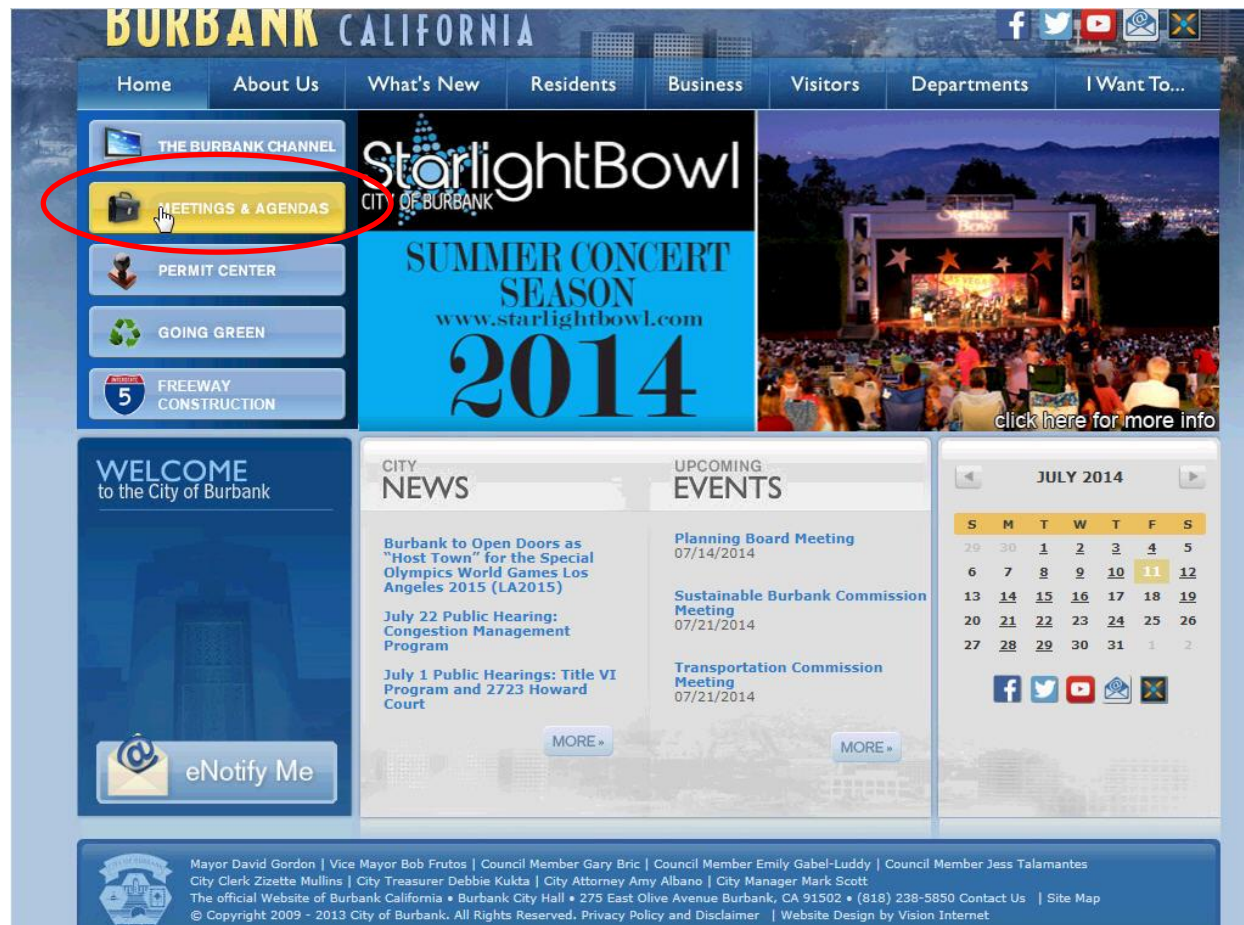 BURBANK CALIFORNIA
Home About Us What's New Residents Business Visitors Departments I Want To...
THE BURBANK CHANNEL
MEETINGS & AGENDAS
PERMIT CENTER
GOING GREEN
INTERSTATE
5
FREEWAY
CONSTRUCTION
StarlightBowl
CITY OF BURBANK
SUMMER CONCERT
SEASON
www.starlightbowl.com
2014
Starlight
Bowl
click here for more info
WELCOME
to the City of Burbank
eNotify Me
CITY
NEWS
Burbank to Open Doors as
"Host Town" for the Special
Olympics World Games Los
Angeles 2015 (LA2015)
July 22 Public Hearing:
Congestion Management
Program
July 1 Public Hearings: Title VI
Program and 2723 Howard
Court
MORE »
UPCOMING
EVENTS
Planning Board Meeting
07/14/2014
Sustainable Burbank Commission
Meeting
07/21/2014
Transportation Commission
Meeting
07/21/2014
MORE »
JULY 2014
S M T W T F S
29 30 1 2 3 4 5
6 7 8 9 10 11 12
13 14 15 16 17 18 19
20 21 22 23 24 25 26
27 28 29 30 31 1 2
Mayor David Gordon | Vice Mayor Bob Frutos | Council Member Gary Bric | Council Member Emily Gabel-Luddy | Council Member Jess Talamantes
City Clerk Zizette Mullins | City Treasurer Debbie Kukta | City Attorney Amy Albano | City Manager Mark Scott
The official Website of Burbank California • Burbank City Hall • 275 East Olive Avenue Burbank, CA 91502 • (818) 238-5850 Contact Us | Site Map
© Copyright 2009 - 2013 City of Burbank. All Rights Reserved. Privacy Policy and Disclaimer | Website Design by Vision Internet